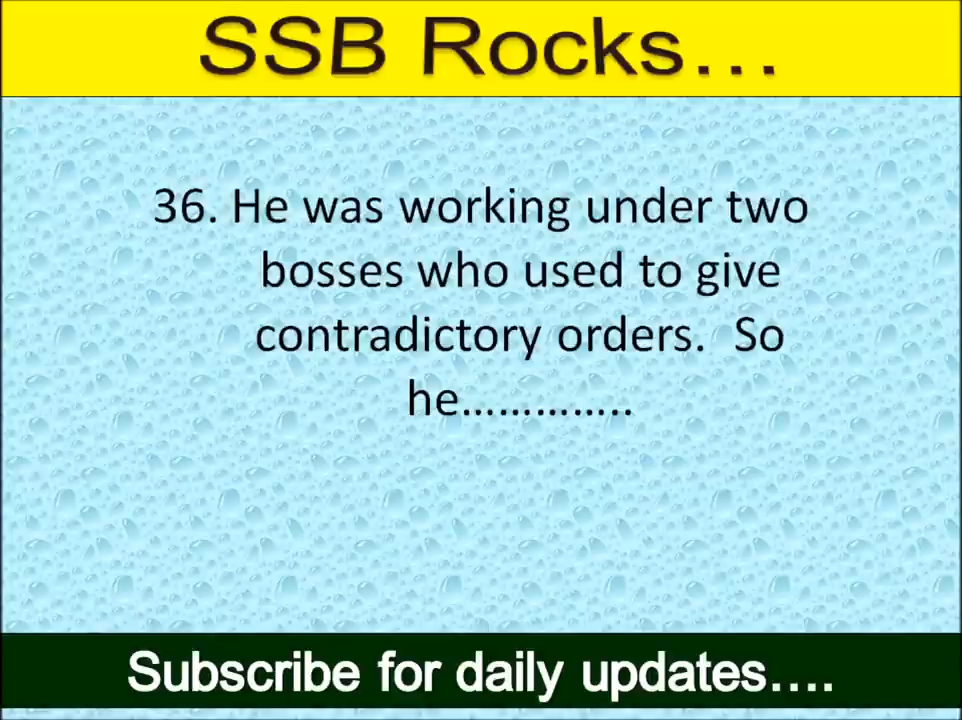 SSB Rocks…
36. He was working under two
bosses who used to give
contradictory orders.  So
he…………..
Subscribe for daily updates….